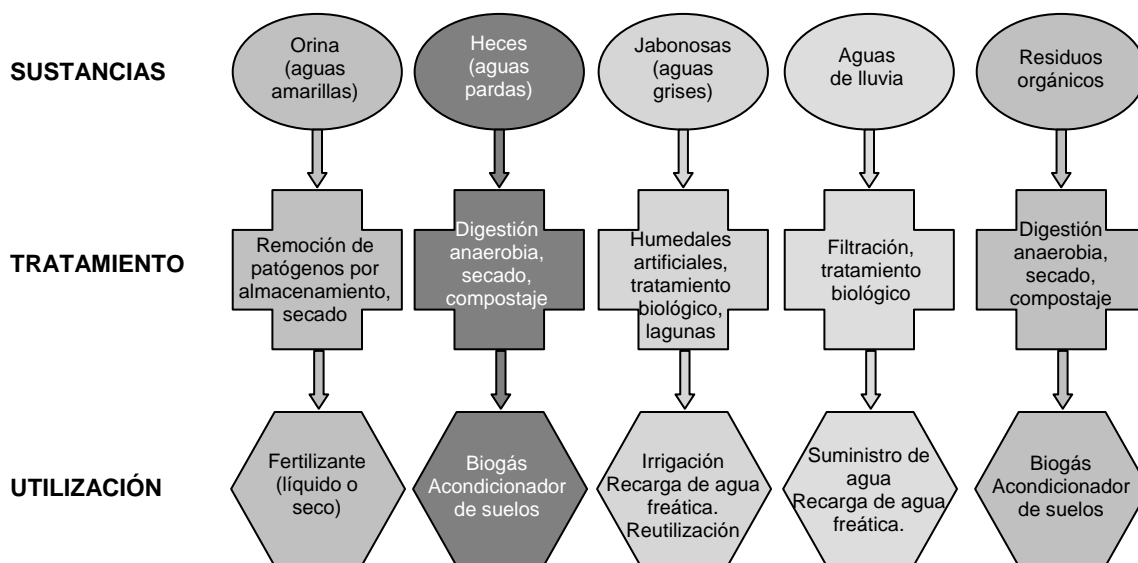 SUSTANCIAS
Orina
(aguas
amarillas)
Heces
(aguas
pardas)
Jabonosas
(aguas
grises)
Aguas
de lluvia
Residuos
orgánicos
TRATAMIENTO
Remoción de
patógenos por
almacenamiento,
secado
Digestión
anaerobia,
secado,
compostaje
Humedales
artificiales,
tratamiento
biológico,
lagunas
Filtración,
tratamiento
biológico
Digestión
anaerobia,
secado,
compostaje
UTILIZACIÓN
Fertilizante
(líquido o
seco)
Biogás
Acondicionador
de suelos
Irrigación
Recarga de agua
freática.
Reutilización
Suministro de
agua
Recarga de agua
freática.
Biogás
Acondicionador
de suelos